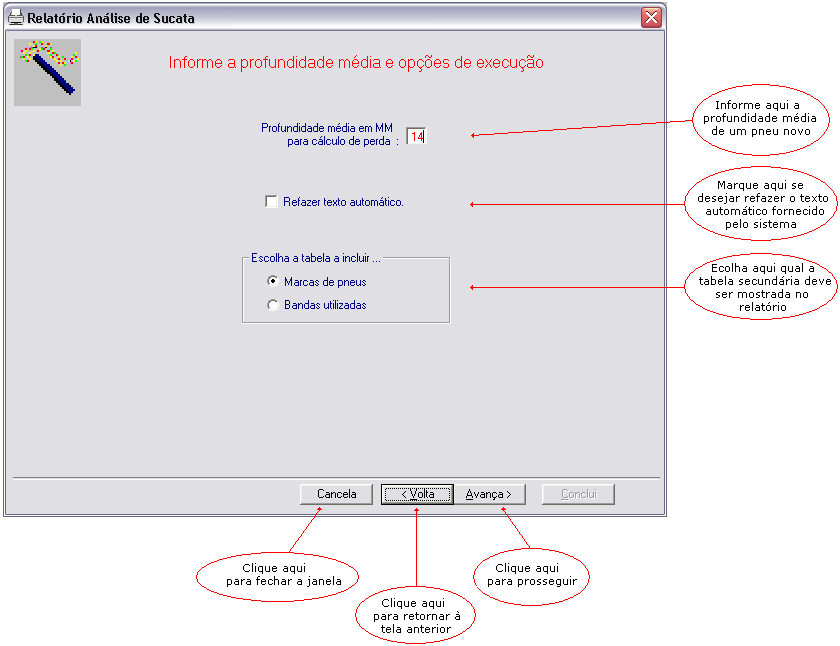 Relatório Análise de Sucata
Informe a profundidade média e opções de execução
Profundidade média em MM
para cálculo de perda :
14
Informe aqui a
profundidade média
de um pneu novo
Refazer texto automático.
Marque aqui se
desejar refazer o texto
automático fornecido
pelo sistema
Escolha a tabela a incluir ...
Marcas de pneus
Bandas utilizadas
Ecolha aqui qual a
tabela secundária deve
ser mostrada no
relatório
Cancela
< Volta
Avança >
Conclui
Clique aqui
para fechar a janela
Clique aqui
para retornar à
tela anterior
Clique aqui
para prosseguir